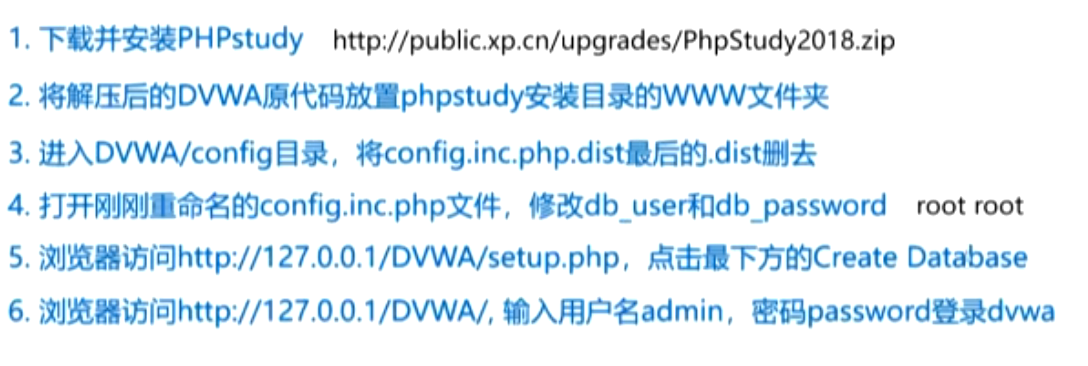 1. 下载并安装PHPstudy http://public.xp.cn/upgrades/PhpStudy2018.zip
2. 将解压后的DVWA原代码放置phpstudy安装目录的WWW文件夹
3. 进入DVWA/config目录，将config.inc.php.dist最后的.dist删去
4. 打开刚刚重命名的config.inc.php文件，修改db_user和db_password root root
5. 浏览器访问http://127.0.0.1/DVWA/setup.php，点击最下方的Create Database
6. 浏览器访问http://127.0.0.1/DVWA/, 输入用户名admin，密码password登录dvwa